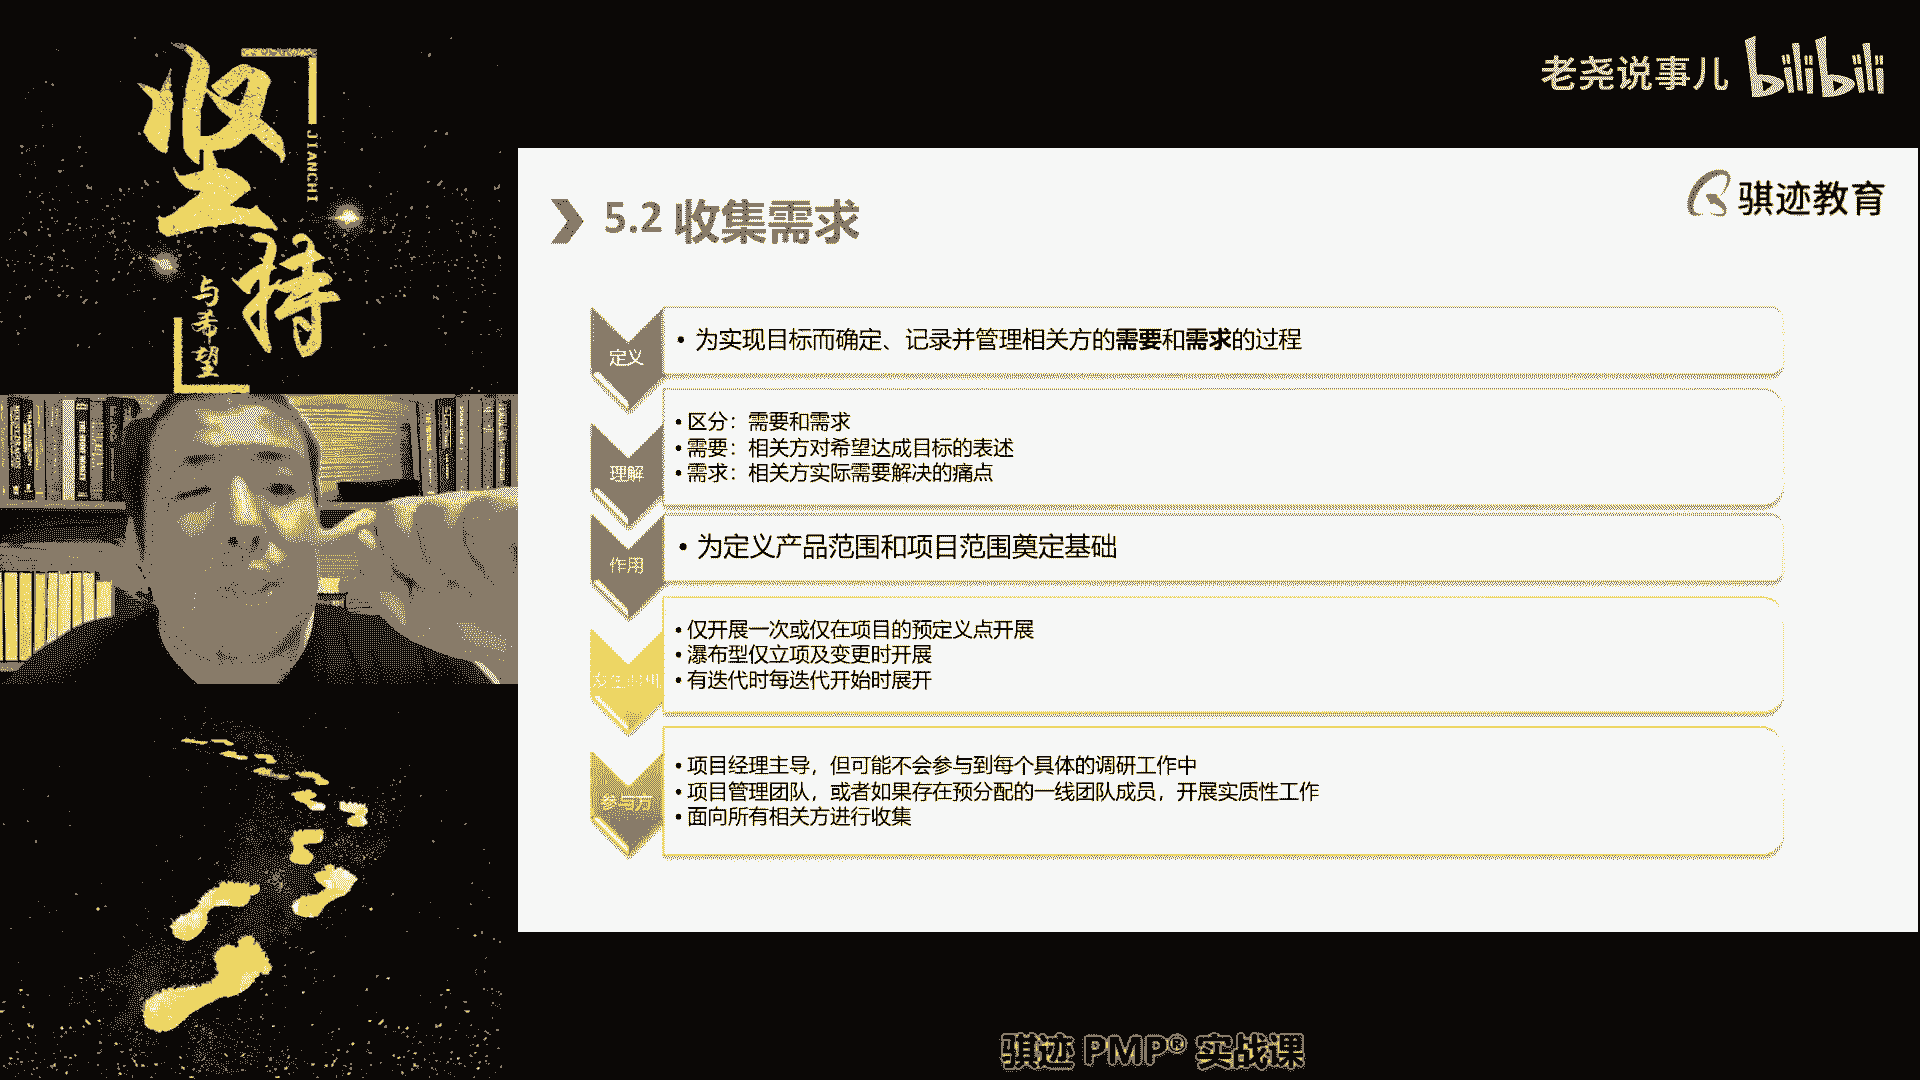 坚持
JIANCHI
与希望
老尧说事儿 bilibili
骐迹教育
5.2 收集需求
定义
• 为实现目标而确定、记录并管理相关方的需要和需求的过程
理解
• 区分：需要和需求
• 需要：相关方对希望达成目标的表述
• 需求：相关方实际需要解决的痛点
作用
• 为定义产品范围和项目范围奠定基础
• 仅开展一次或仅在项目的预定义点开展
• 瀑布型仅立项及变更时开展
• 有迭代时每迭代开始时展开
参与方
• 项目经理主导，但可能不会参与到每个具体的调研工作中
• 项目管理团队，或者如果存在预分配的一线团队成员，开展实质性工作
• 面向所有相关方进行收集
骐迹 PMP® 实战课